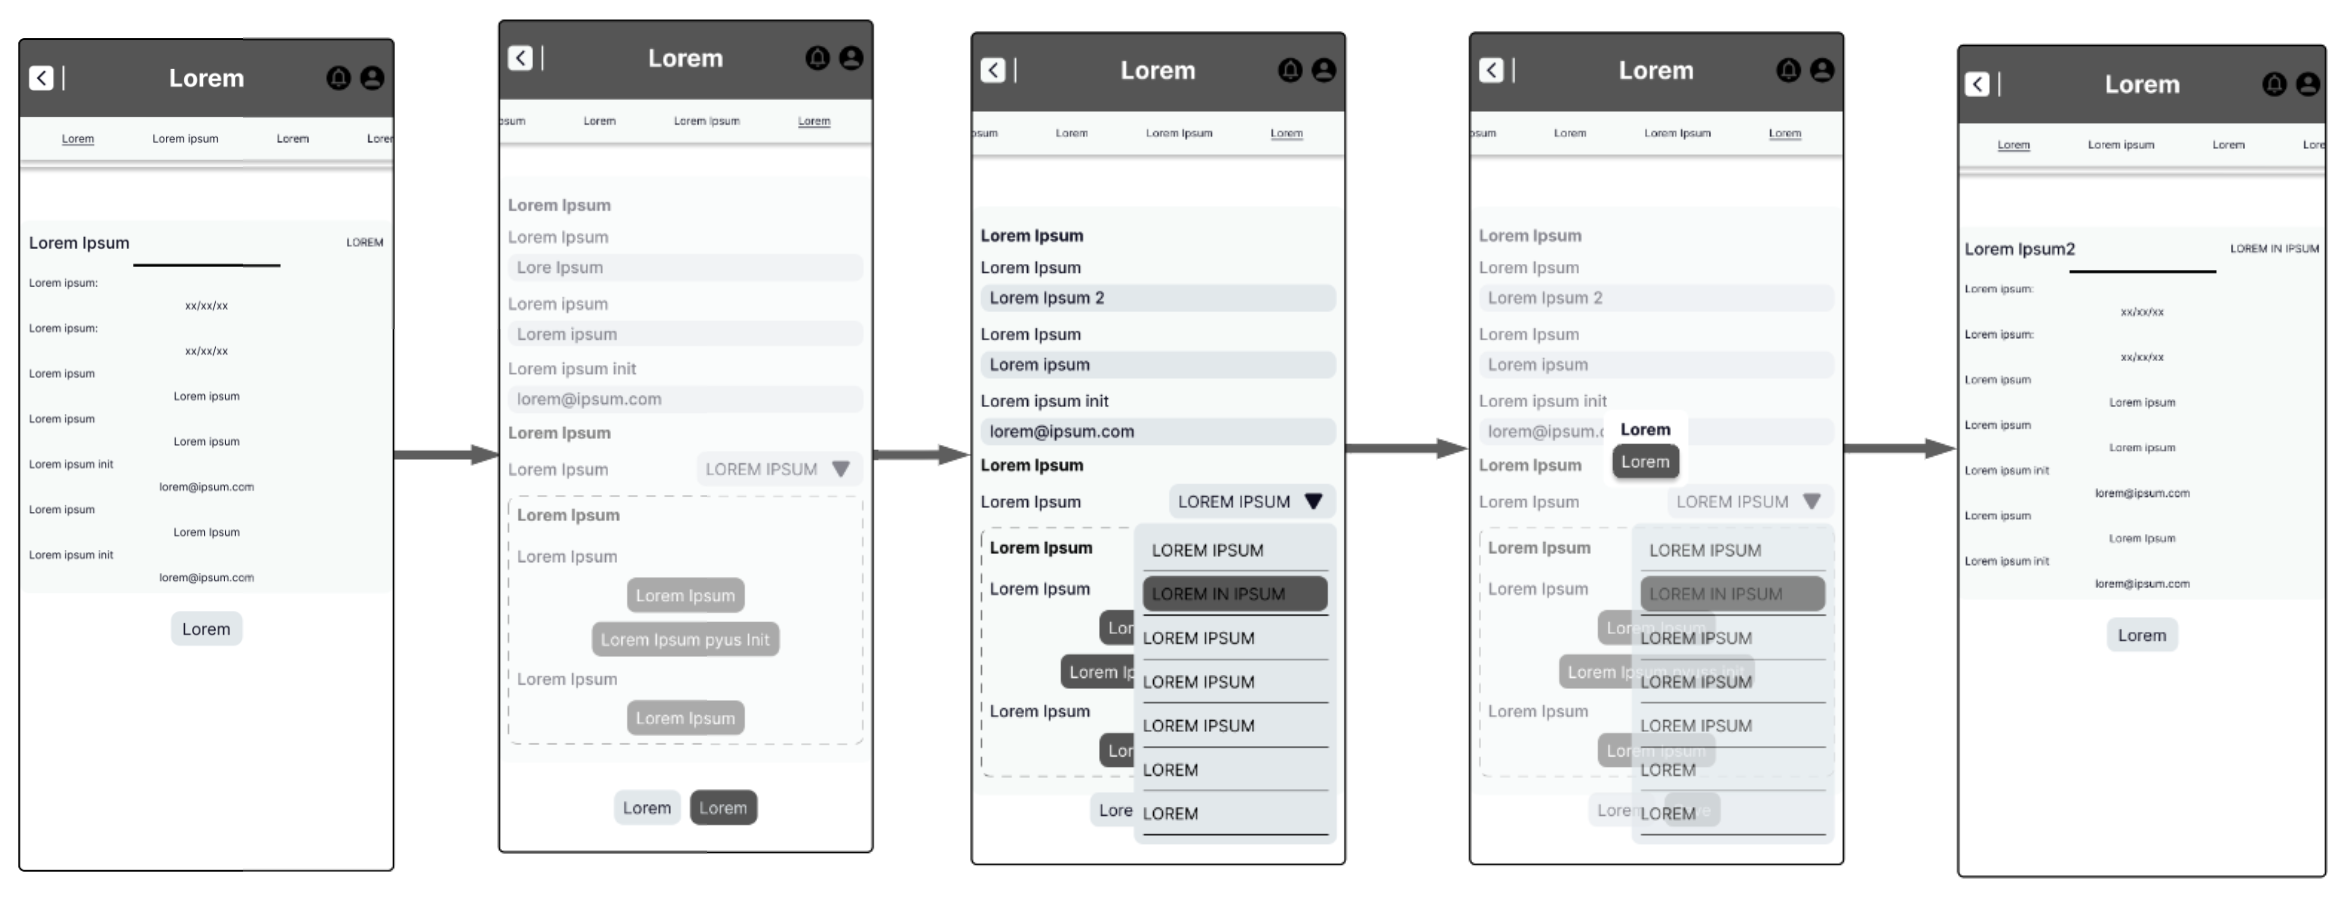 Lorem
Lorem Lorem ipsum Lorem Lorer
Lorem Ipsum LOREM
Lorem ipsum:
xx/xx/xx
Lorem ipsum:
xx/xx/xx
Lorem ipsum
Lorem ipsum
Lorem ipsum
Lorem ipsum
Lorem ipsum init
lorem@ipsum.com
Lorem ipsum
Lorem Ipsum
Lorem ipsum init
lorem@ipsum.com
Lorem
Lorem
psum Lorem Lorem Ipsum Lorem
Lorem Ipsum
Lorem Ipsum
Lore Ipsum
Lorem ipsum
Lorem ipsum
Lorem ipsum init
lorem@ipsum.com
Lorem Ipsum
Lorem Ipsum LOREM IPSUM
Lorem Ipsum
Lorem Ipsum
Lorem Ipsum
Lorem Ipsum pyus Init
Lorem Ipsum
Lorem Ipsum
Lorem Lorem
Lorem
psum Lorem Lorem Ipsum Lorem
Lorem Ipsum
Lorem Ipsum
Lorem Ipsum 2
Lorem Ipsum
Lorem ipsum
Lorem ipsum init
lorem@ipsum.com
Lorem Ipsum
Lorem Ipsum LOREM IPSUM
Lorem Ipsum LOREM IPSUM
Lorem Ipsum LOREM IN IPSUM
Lor LOREM IPSUM
Lorem Ip LOREM IPSUM
Lorem Ipsum LOREM IPSUM
Lor LOREM
Lore LOREM
Lorem
psum Lorem Lorem Ipsum Lorem
Lorem Ipsum
Lorem Ipsum
Lorem Ipsum 2
Lorem Ipsum
Lorem ipsum
Lorem ipsum init
Lorem
lorem@ipsum.c
Lorem
Lorem Ipsum
Lorem Ipsum LOREM IPSUM
Lorem Ipsum LOREM IPSUM
Lorem Ipsum LOREM IN IPSUM
Lorem Ipsum LOREM IPSUM
Lorem Ipsum pyuss init LOREM IPSUM
Lorem Ipsum LOREM IPSUM
Lorem Ipsum LOREM
Loren LOREM
Lorem
Lorem Lorem ipsum Lorem Lore
Lorem Ipsum2 LOREM IN IPSUM
Lorem ipsum:
xx/xx/xx
Lorem ipsum:
xx/xx/xx
Lorem ipsum
Lorem ipsum
Lorem ipsum
Lorem ipsum
Lorem ipsum init
lorem@ipsum.com
Lorem ipsum
Lorem Ipsum
Lorem ipsum init
lorem@ipsum.com
Lorem